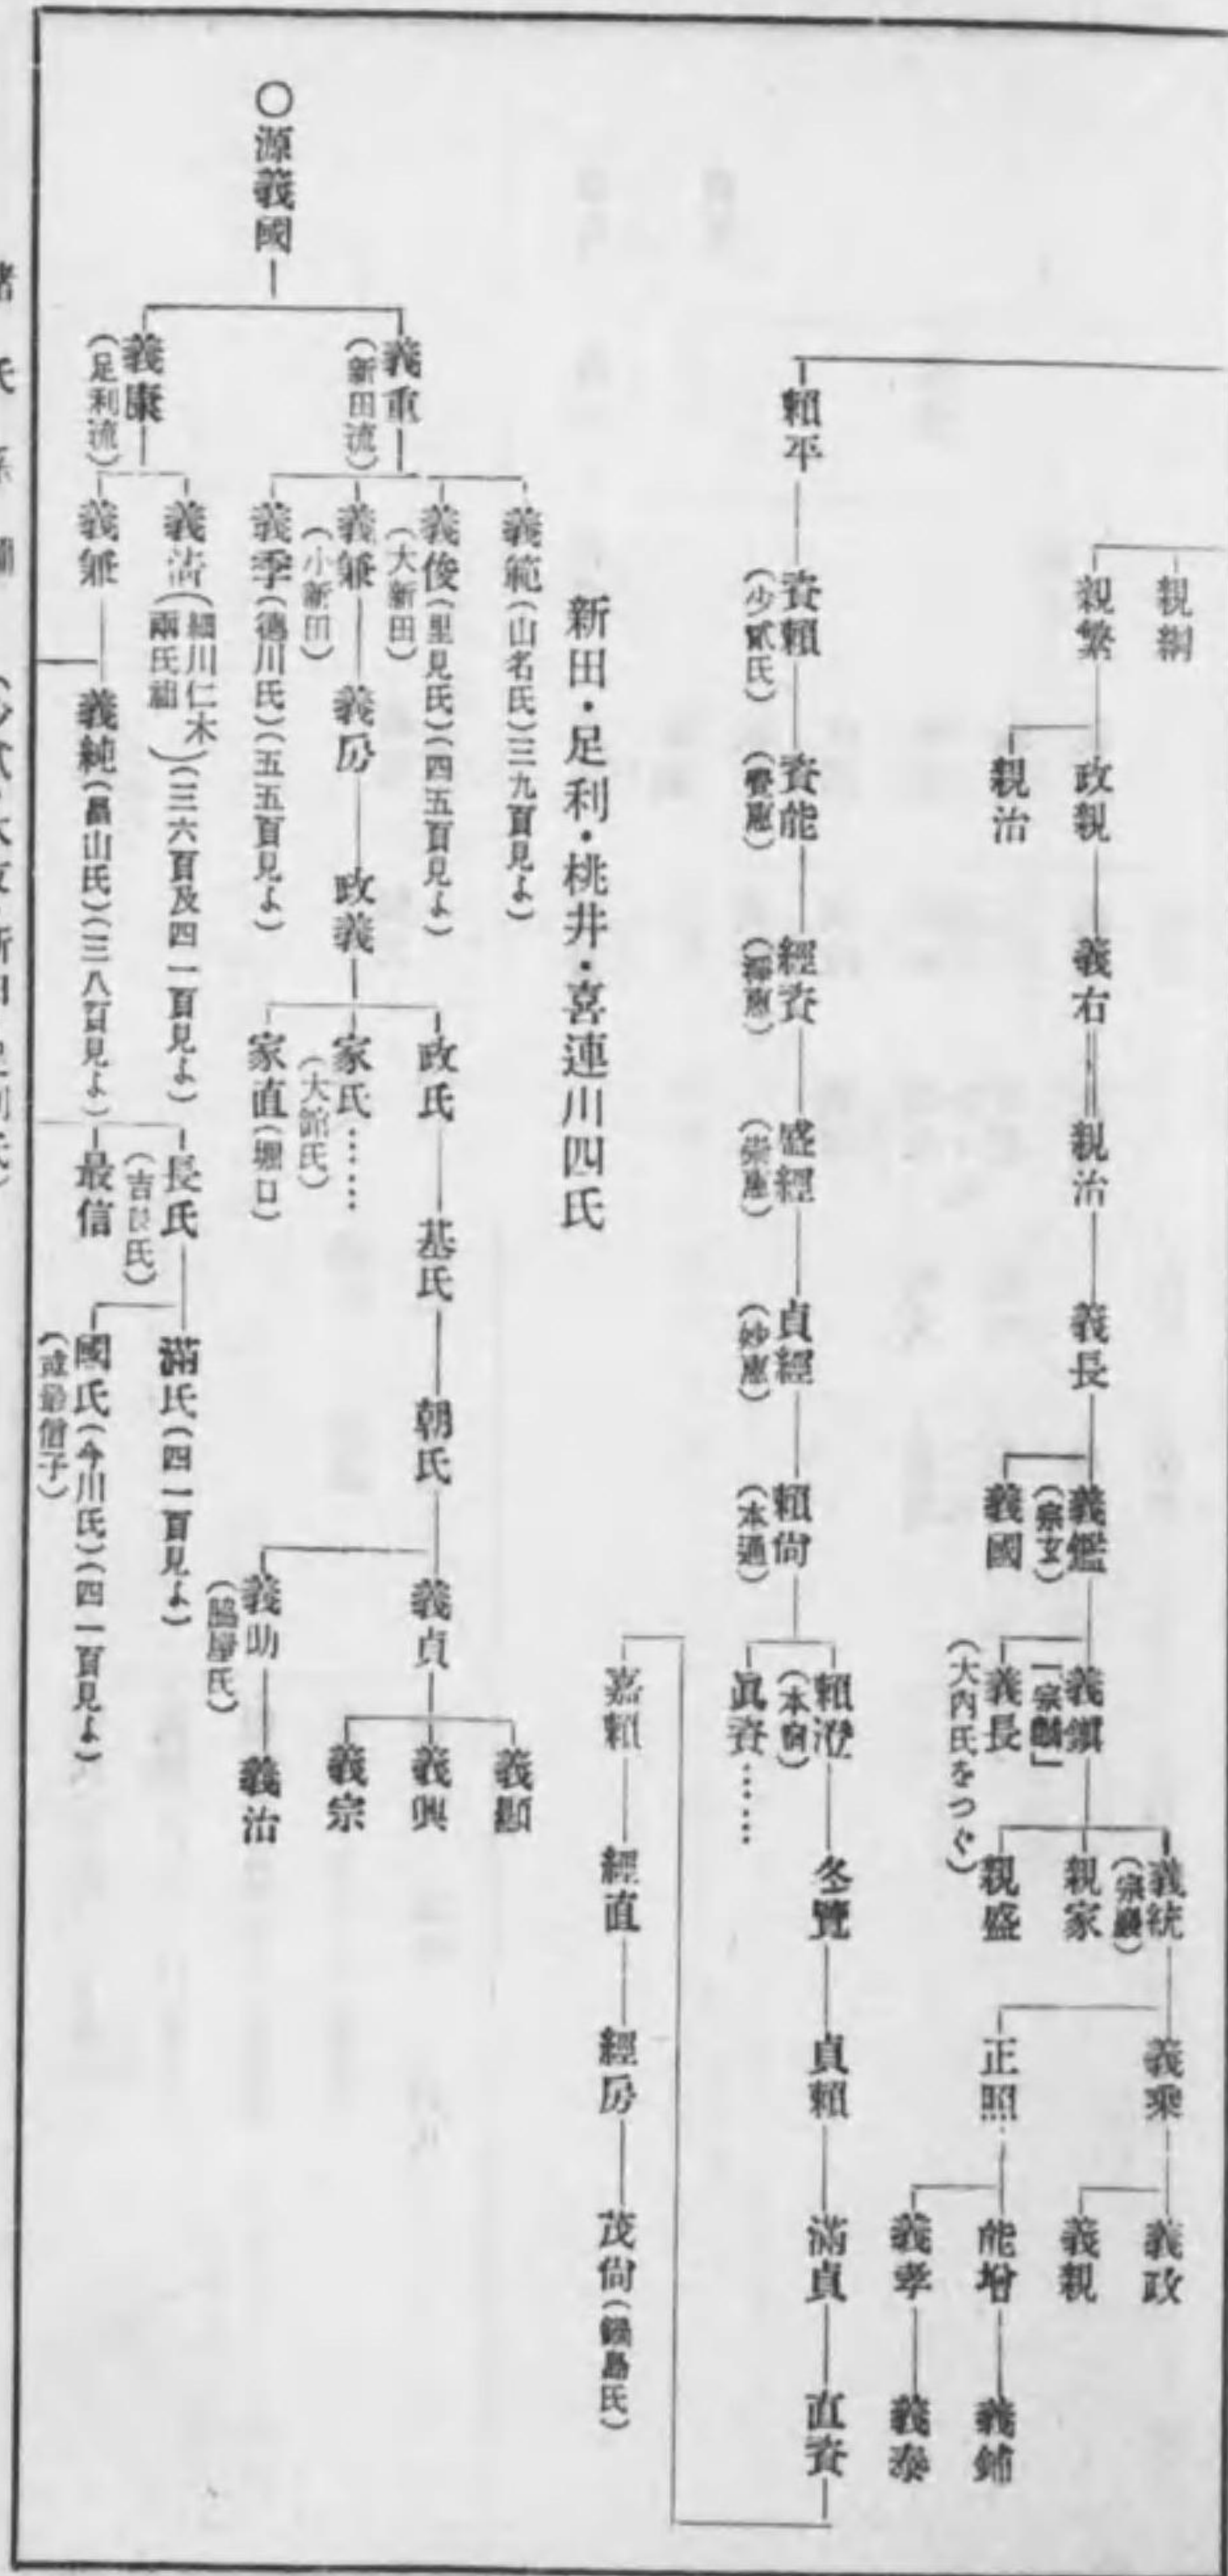 親綱
親繁
政親
親治
義右
親治
義長
義鑑
(宗玄)
義國
義鎭
「宗麟」
義長
(大内氏をつぐ)
義統
(宗嚴)
親家
親盛
義乘
正照
義政
義親
能增
義孝
義鋪
義泰
賴平
資賴
(少貳氏)
資能
(覺惠)
經資
(禪惠)
盛經
(崇惠)
貞經
(妙惠)
賴尙
(本通)
賴澄
(本宿)
眞資……
冬覽
貞賴
滿貞
直資
嘉賴
經直
經房
茂尙(鍋島氏)
新田・足利・桃井・喜連川四氏
○源義國
義重
(新田流)
義康
(足利流)
義範(山名氏)三九頁見よ)
義俊(里見氏)(四五頁見よ)
(大新田)
義兼
(小新田)
義季(德川氏)(五五頁見よ)
義房
政義
政氏
家氏……
(大館氏)
家直(堀口)
基氏
朝氏
義貞
義助
(脇屋氏)
義顯
義興
義宗
義治
義淸(細川仁木
兩氏祖)(三六頁及四一頁見よ)
義兼
義純(畠山氏)(三八頁見よ)
長氏
(吉良氏)
最信
滿氏(四一頁見よ)
國氏(今川氏)(四一頁見よ)
(或最信子)